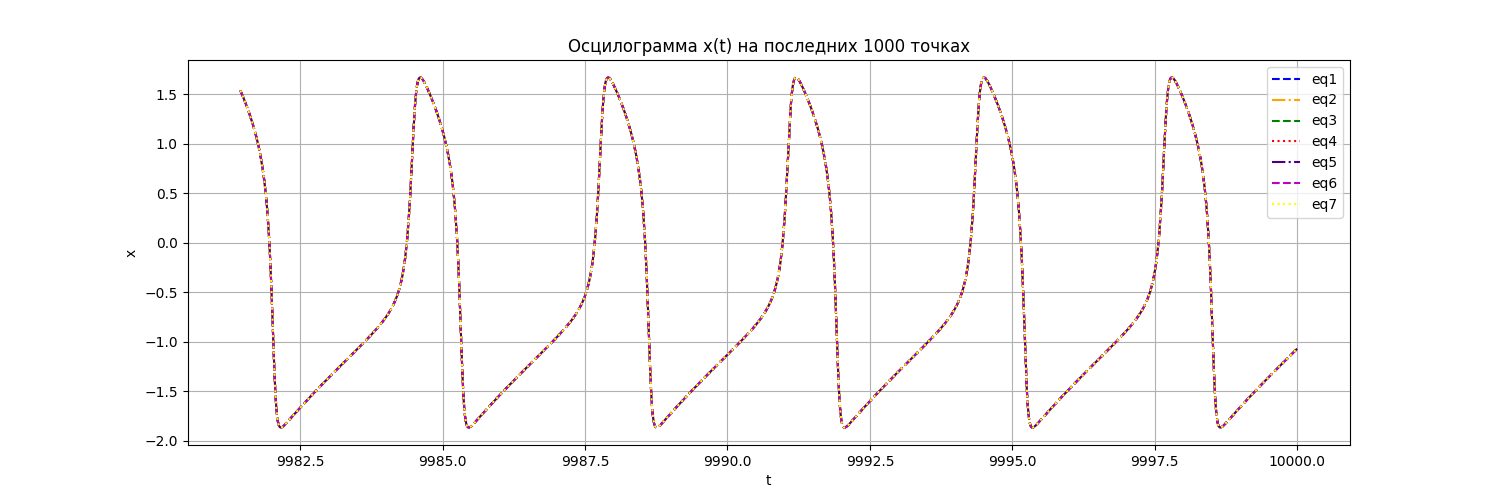 Осцилограмма x(t) на последних 1000 точках
x
1.5
1.0
0.5
0.0
−0.5
−1.0
−1.5
−2.0
eq1
eq2
eq3
eq4
eq5
eq6
eq7
9982.5
9985.0
9987.5
9990.0
9992.5
9995.0
9997.5
10000.0
t